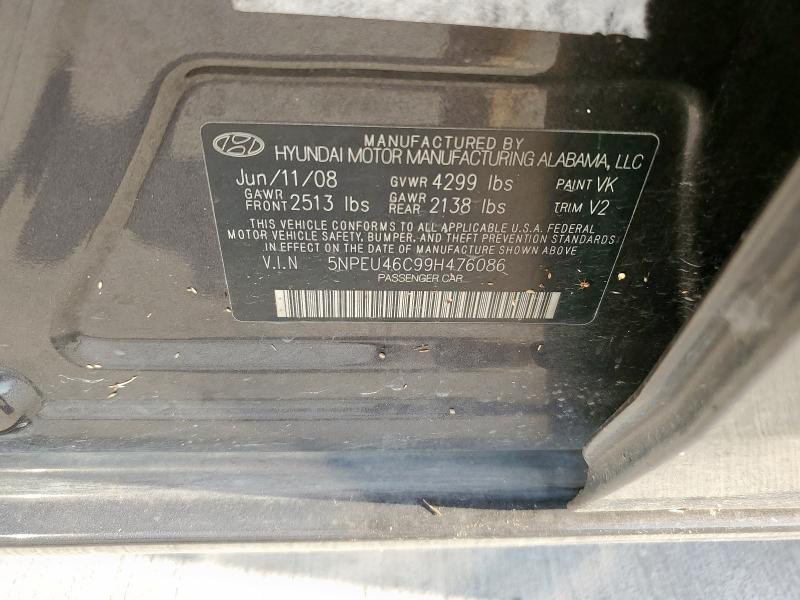 MANUFACTURED BY
HYUNDAI MOTOR MANUFACTURING ALABAMA, LLC
Jun/11/08 GVWR 4299 lbs PAINT VK
GAWR FRONT 2513 lbs GAWR REAR 2138 lbs TRIM V2
THIS VEHICLE CONFORMS TO ALL APPLICABLE U.S.A. FEDERAL
MOTOR VEHICLE SAFETY, BUMPER, AND THEFT PREVENTION STANDARDS
IN EFFECT ON THE DATE OF MANUFACTURE SHOWN ABOVE
V.I.N 5NPEU46C99H476086
PASSENGER CAR